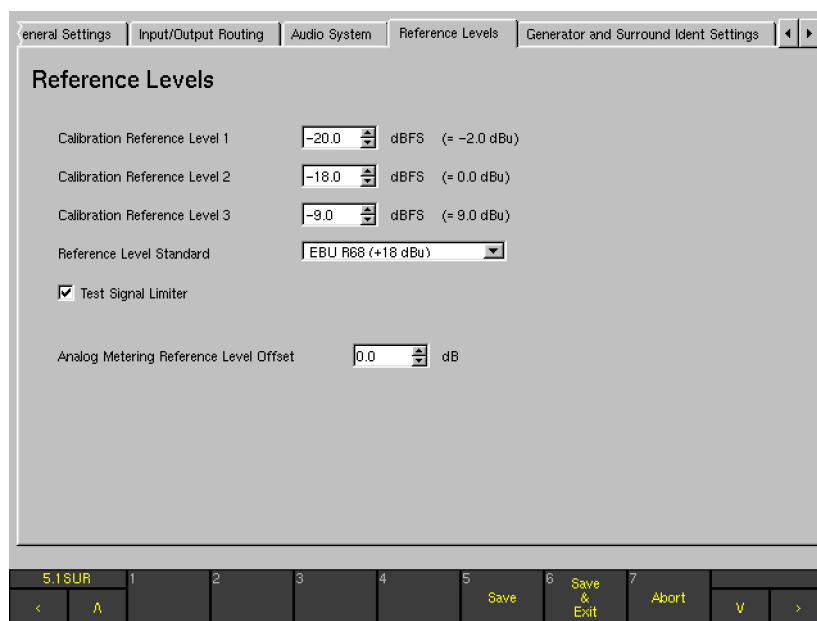 eneral Settings Input/Output Routing Audio System Reference Levels Generator and Surround Ident Settings
Reference Levels
Calibration Reference Level 1 -20.0 dBFS (= -2.0 dBu)
Calibration Reference Level 2 -18.0 dBFS (= 0.0 dBu)
Calibration Reference Level 3 -9.0 dBFS (= 9.0 dBu)
Reference Level Standard EBU R68 (+18 dBu)
Test Signal Limiter
Analog Metering Reference Level Offset 0.0 dB
5.1SUR 1 2 3 4 5 Save 6 Save & Exit 7 Abort
< Λ V >